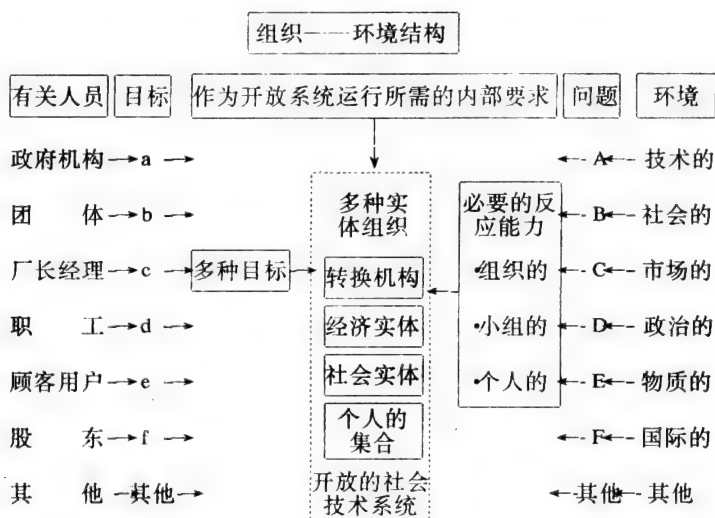 组织——环境结构
有关人员 目标 作为开放系统运行所需的内部要求 问题 环境
政府机构 a A 技术的
多种实体组织 必要的反应能力
团 体 b B 社会的
厂长经理 c 多种目标 转换机构 •组织的 C 市场的
职 工 d 经济实体 •小组的 D 政治的
顾客用户 e 社会实体 •个人的 E 物质的
股 东 f 个人的集合 F 国际的
其 他 其他 开放的社会技术系统 其他 其他